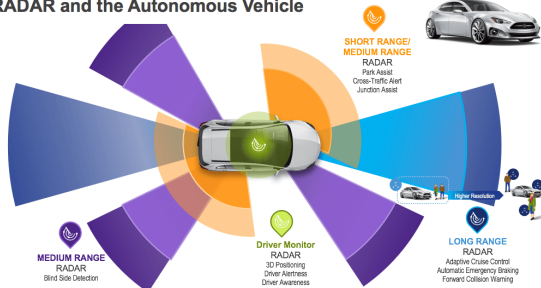 RADAR and the Autonomous Vehicle
SHORT RANGE/
MEDIUM RANGE
RADAR
Park Assist
Cross-Traffic Alert
Junction Assist
Higher Resolution
MEDIUM RANGE
RADAR
Blind Side Detection
Driver Monitor
RADAR
3D Positioning
Driver Alertness
Driver Awareness
LONG RANGE
RADAR
Adaptive Cruise Control
Automatic Emergency Braking
Forward Collision Warning